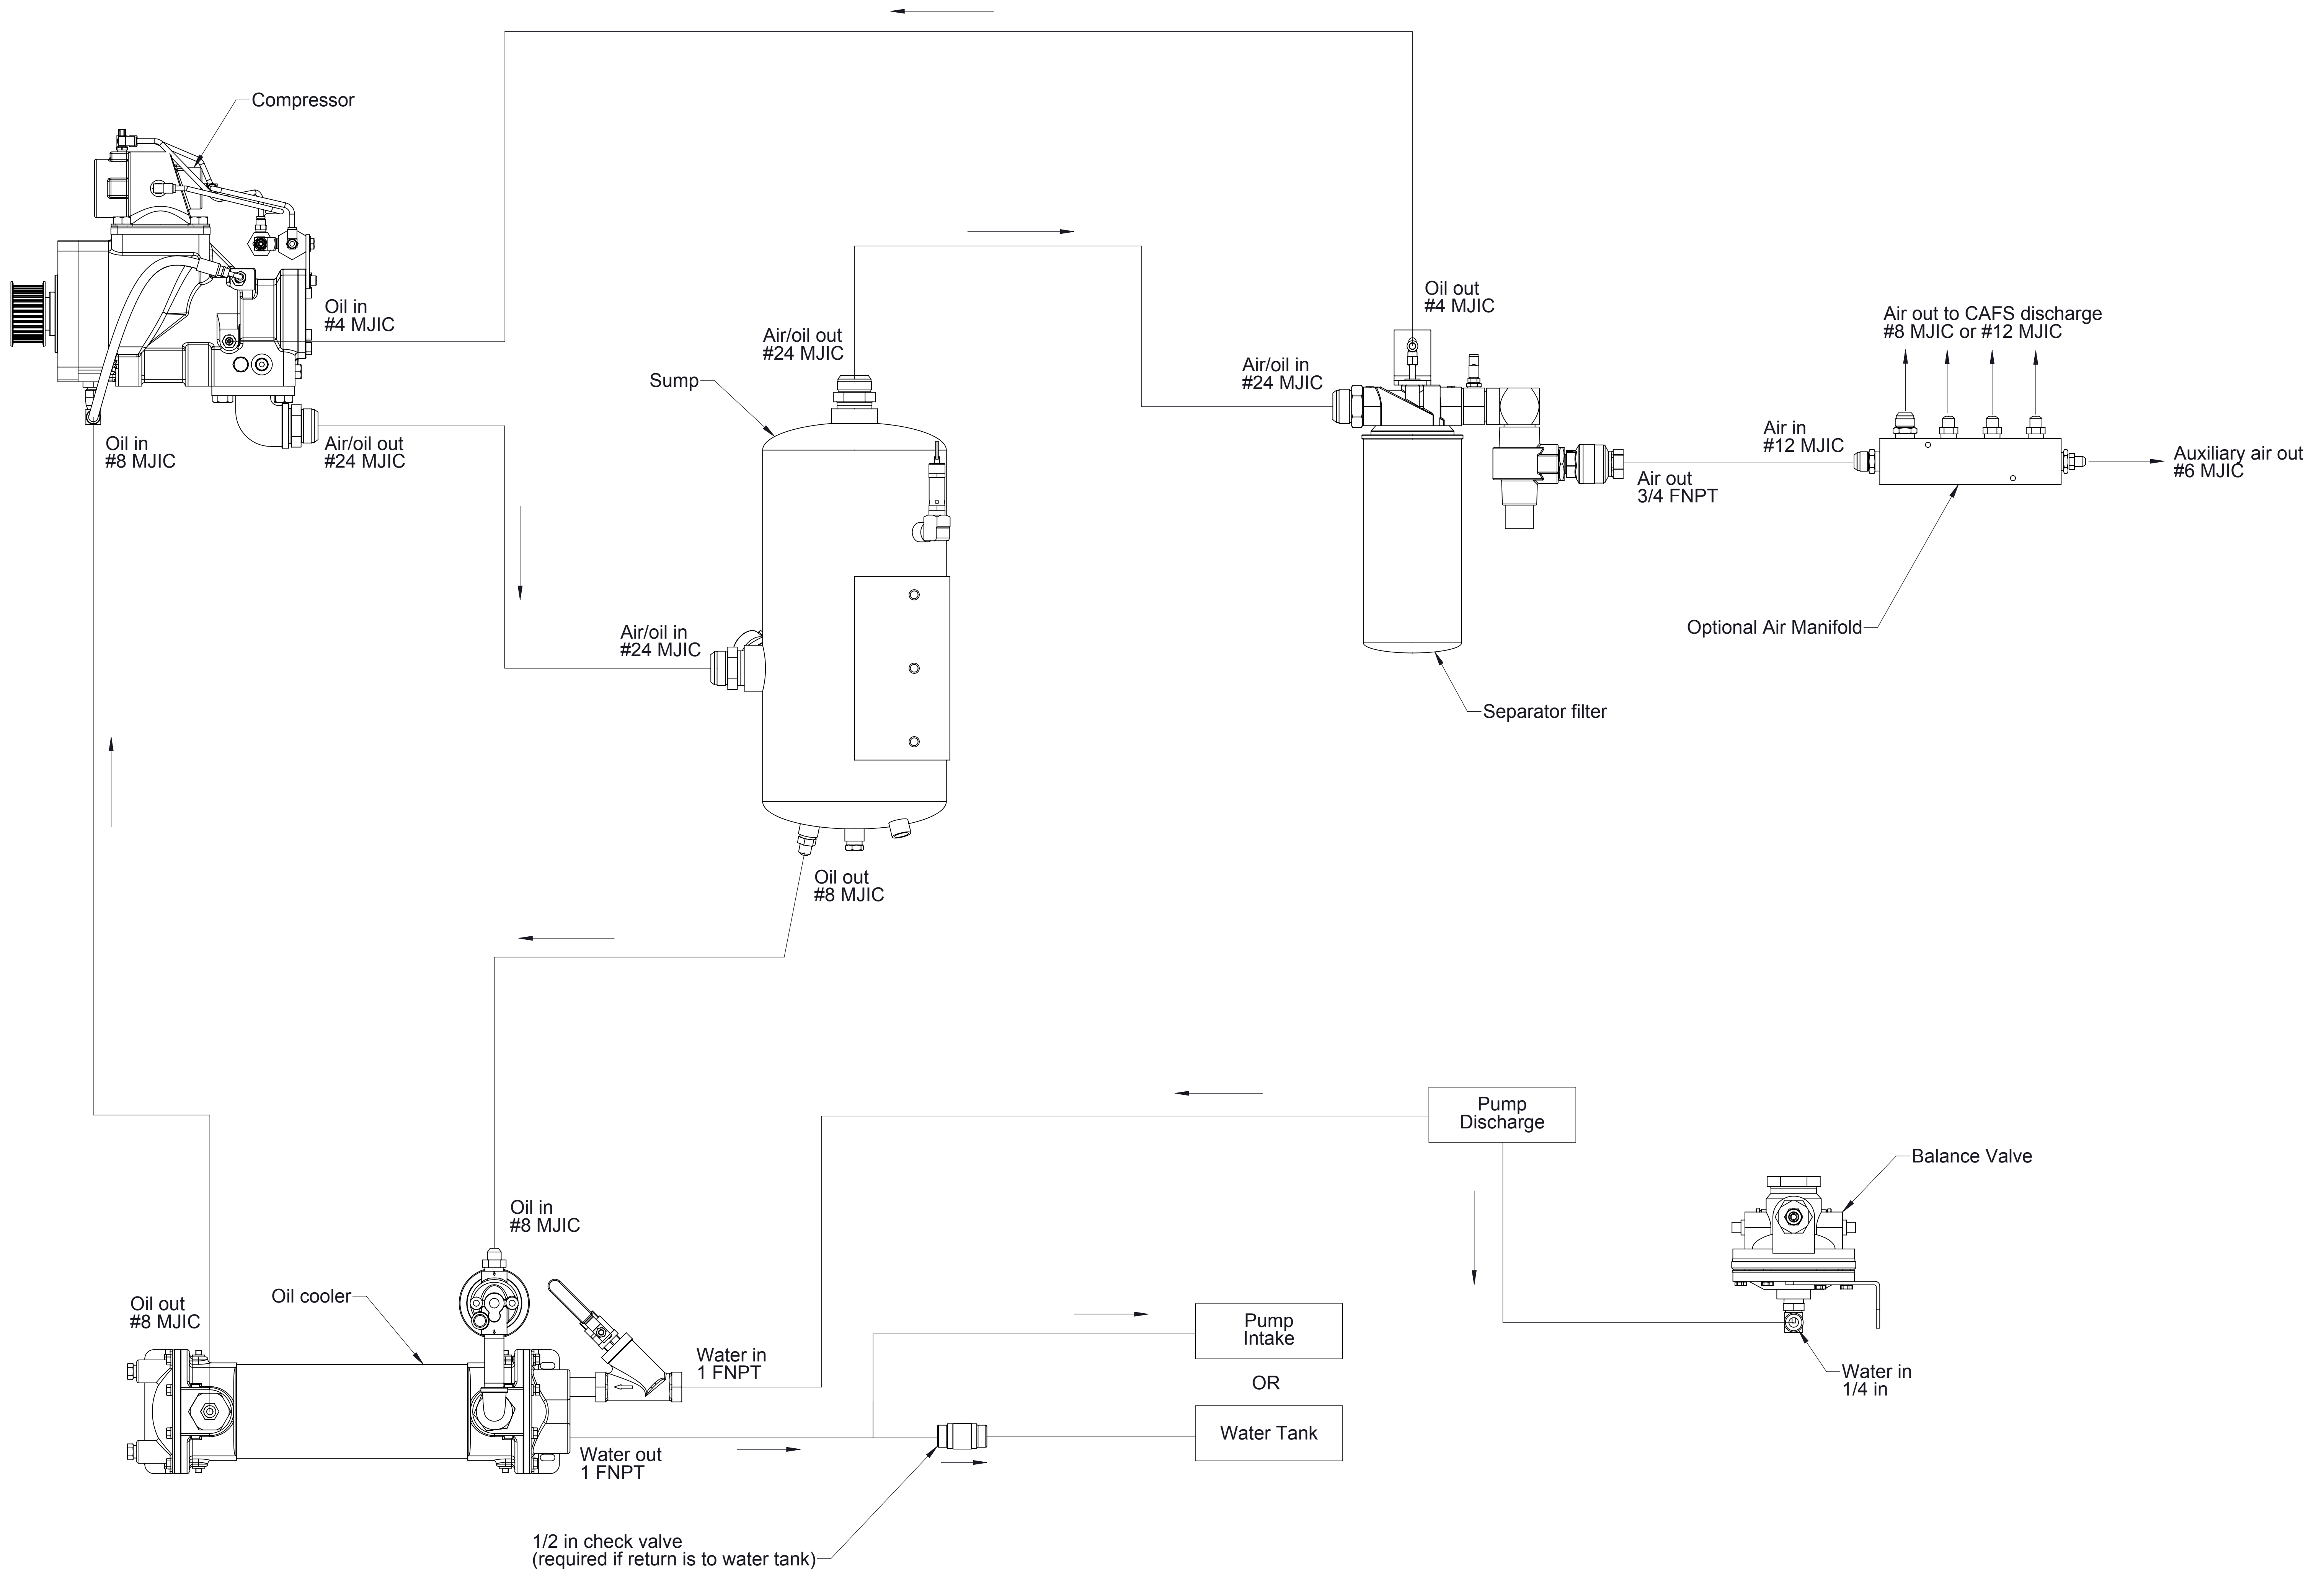 Compressor
Oil in
#4 MJIC
Oil in
#8 MJIC
Air/oil out
#24 MJIC
Sump
Air/oil out
#24 MJIC
Air/oil in
#24 MJIC
Oil out
#8 MJIC
Air/oil in
#24 MJIC
Oil out
#4 MJIC
Air out
3/4 FNPT
Separator filter
Air in
#12 MJIC
Air out to CAFS discharge
#8 MJIC or #12 MJIC
Auxiliary air out
#6 MJIC
Optional Air Manifold
Pump
Discharge
Balance Valve
Water in
1/4 in
Oil in
#8 MJIC
Oil out
#8 MJIC
Oil cooler
Water in
1 FNPT
Water out
1 FNPT
Pump
Intake
OR
Water Tank
1/2 in check valve
(required if return is to water tank)